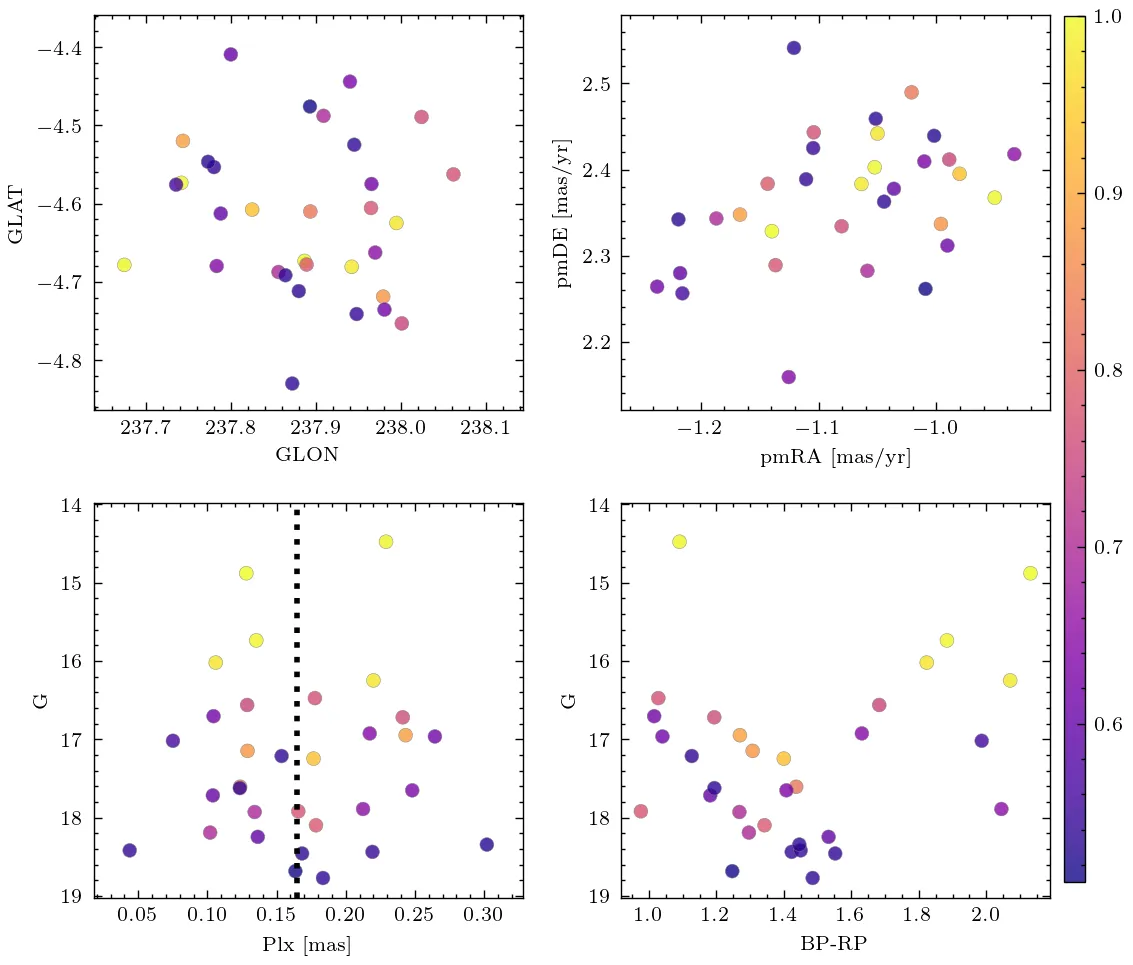 −4.4
−4.5
−4.6
−4.7
−4.8
GLAT
237.7 237.8 237.9 238.0 238.1
GLON
2.5
2.4
2.3
2.2
pmDE [mas/yr]
−1.2 −1.1 −1.0
pmRA [mas/yr]
14
15
16
17
18
19
G
0.05 0.10 0.15 0.20 0.25 0.30
Plx [mas]
14
15
16
17
18
19
G
1.0 1.2 1.4 1.6 1.8 2.0
BP-RP
1.0
0.9
0.8
0.7
0.6